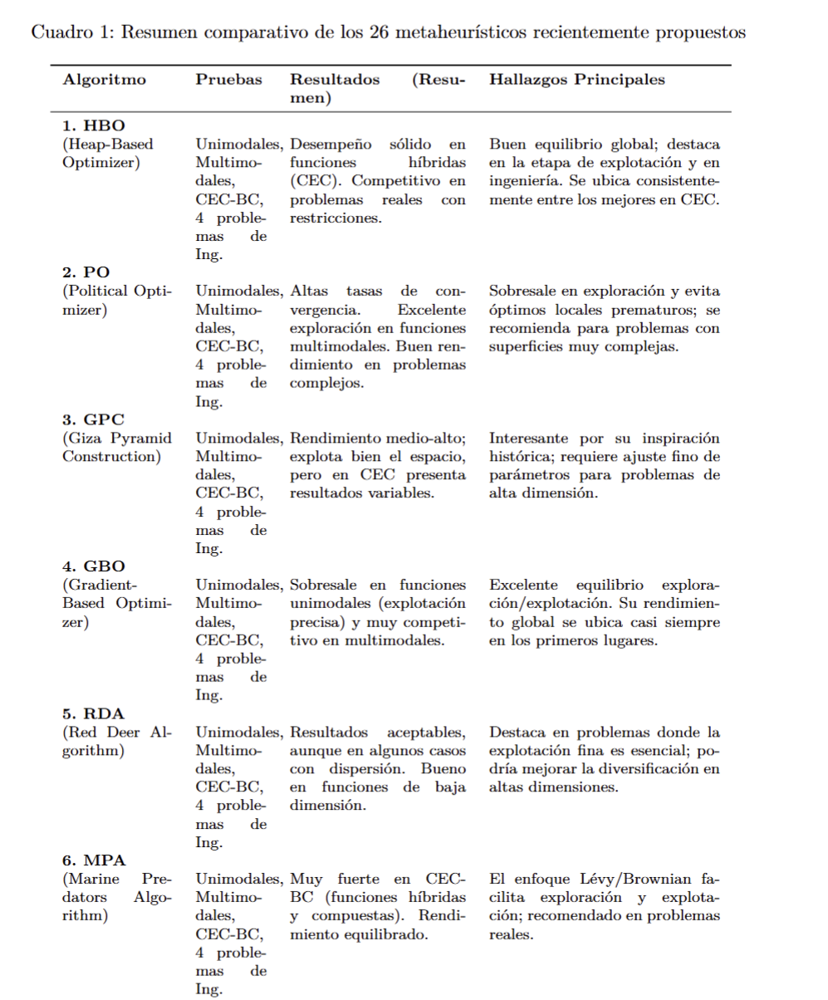 Cuadro 1: Resumen comparativo de los 26 metaheurísticos recientemente propuestos
Algoritmo Pruebas Resultados (Resu-men) Hallazgos Principales
1. HBO
(Heap-Based
Optimizer)
Unimodales,
Multimo-
dales,
CEC-BC,
4 proble-
mas de
Ing.
Desempeño sólido en
funciones híbridas
(CEC). Competitivo en
problemas reales con
restricciones.
Buen equilibrio global; destaca
en la etapa de explotación y en
ingeniería. Se ubica consistente-
mente entre los mejores en CEC.
2. PO
(Political Opti-
mizer)
Unimodales,
Multimo-
dales,
CEC-BC,
4 proble-
mas de
Ing.
Altas tasas de con-
vergencia. Excelente
exploración en funciones
multimodales. Buen ren-
dimiento en problemas
complejos.
Sobresale en exploración y evita
óptimos locales prematuros; se
recomienda para problemas con
superficies muy complejas.
3. GPC
(Giza Pyramid
Construction)
Unimodales,
Multimo-
dales,
CEC-BC,
4 proble-
mas de
Ing.
Rendimiento medio-alto;
explota bien el espacio,
pero en CEC presenta
resultados variables.
Interesante por su inspiración
histórica; requiere ajuste fino de
parámetros para problemas de
alta dimensión.
4. GBO
(Gradient-
Based Optimi-
zer)
Unimodales,
Multimo-
dales,
CEC-BC,
4 proble-
mas de
Ing.
Sobresale en funciones
unimodales (explotación
precisa) y muy competi-
tivo en multimodales.
Excelente equilibrio explora-
ción/explotación. Su rendimien-
to global se ubica casi siempre
en los primeros lugares.
5. RDA
(Red Deer Al-
gorithm)
Unimodales,
Multimo-
dales,
CEC-BC,
4 proble-
mas de
Ing.
Resultados aceptables,
aunque en algunos casos
con dispersión. Bueno
en funciones de baja
dimensión.
Destaca en problemas donde la
explotación fina es esencial; po-
dría mejorar la diversificación en
altas dimensiones.
6. MPA
(Marine Pre-
dators Algo-
rithm)
Unimodales,
Multimo-
dales,
CEC-BC,
4 proble-
mas de
Ing.
Muy fuerte en CEC-
BC (funciones híbridas
y compuestas). Rendi-
miento equilibrado.
El enfoque Lévy/Brownian fa-
cilita exploración y explota-
ción; recomendado en problemas
reales.